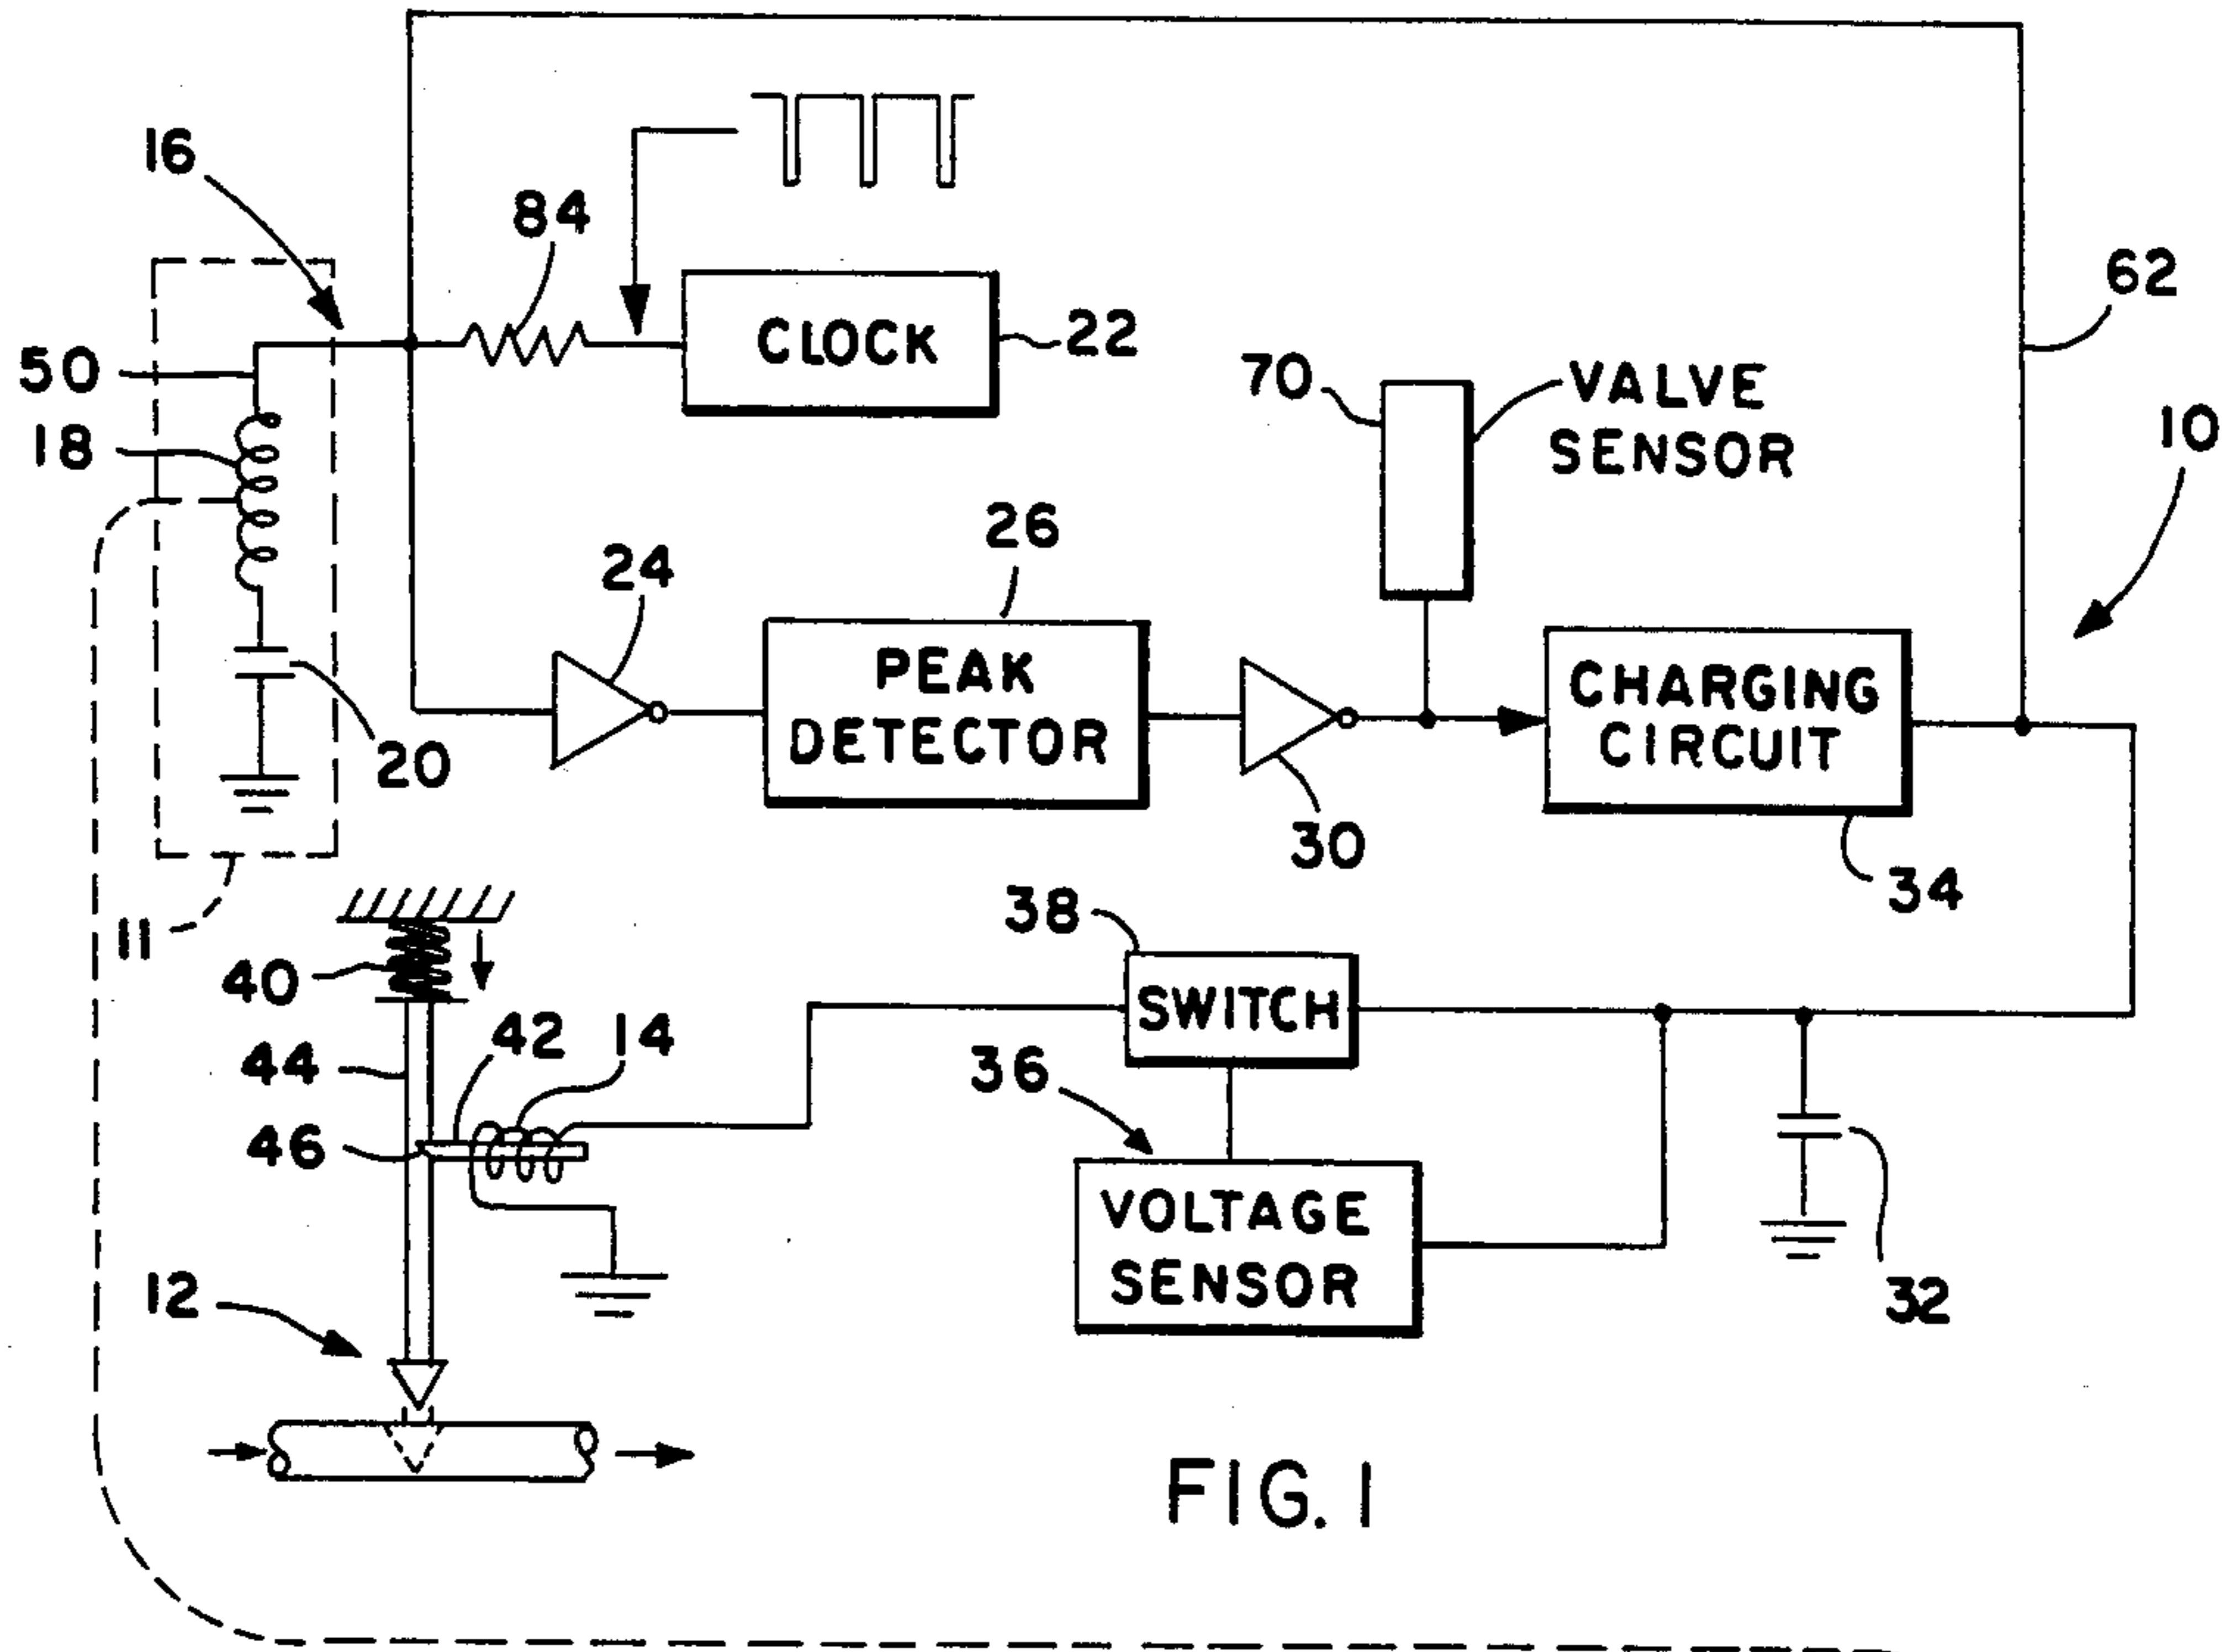 16
84
62
CLOCK
22
50
70
VALVE
SENSOR
10
18
26
24
PEAK
DETECTOR
CHARGING
CIRCUIT
20
30
34
11
38
40
SWITCH
42
14
44
36
46
VOLTAGE
SENSOR
12
32
FIG. 1